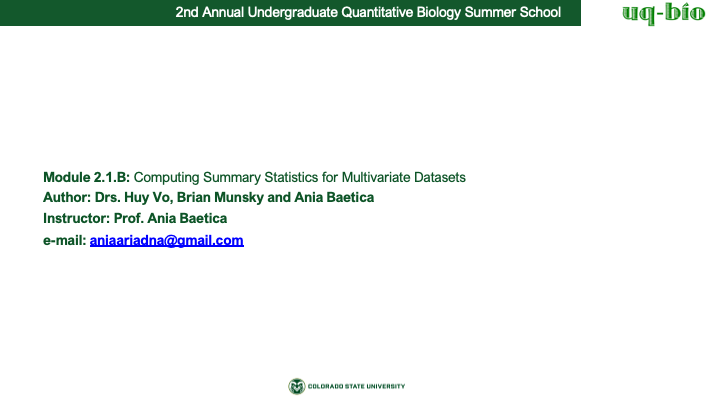 2nd Annual Undergraduate Quantitative Biology Summer School
uq-bio
Module 2.1.B: Computing Summary Statistics for Multivariate Datasets
Author: Drs. Huy Vo, Brian Munsky and Ania Baetica
Instructor: Prof. Ania Baetica
e-mail: aniaariadna@gmail.com
COLORADO STATE UNIVERSITY